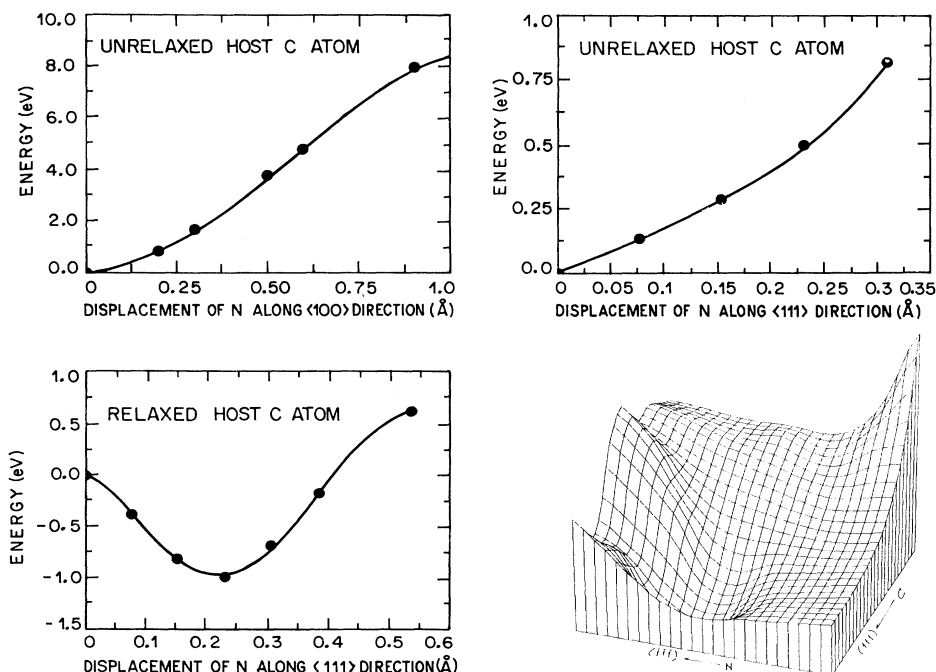 10.0
8.0
6.0
4.0
2.0
0.0
ENERGY (eV)
UNRELAXED HOST C ATOM
0 0.25 0.50 0.75 1.0
DISPLACEMENT OF N ALONG <100> DIRECTION (Å)
1.0
0.75
0.5
0.25
0.0
ENERGY (eV)
UNRELAXED HOST C ATOM
0 0.05 0.1 0.15 0.2 0.25 0.3 0.35
DISPLACEMENT OF N ALONG <111> DIRECTION (Å)
1.0
0.5
0.0
-0.5
-1.0
-1.5
ENERGY (eV)
RELAXED HOST C ATOM
0 0.1 0.2 0.3 0.4 0.5 0.6
DISPLACEMENT OF N ALONG <111> DIRECTION(Å)
⟨111⟩ N
⟨111⟩ C